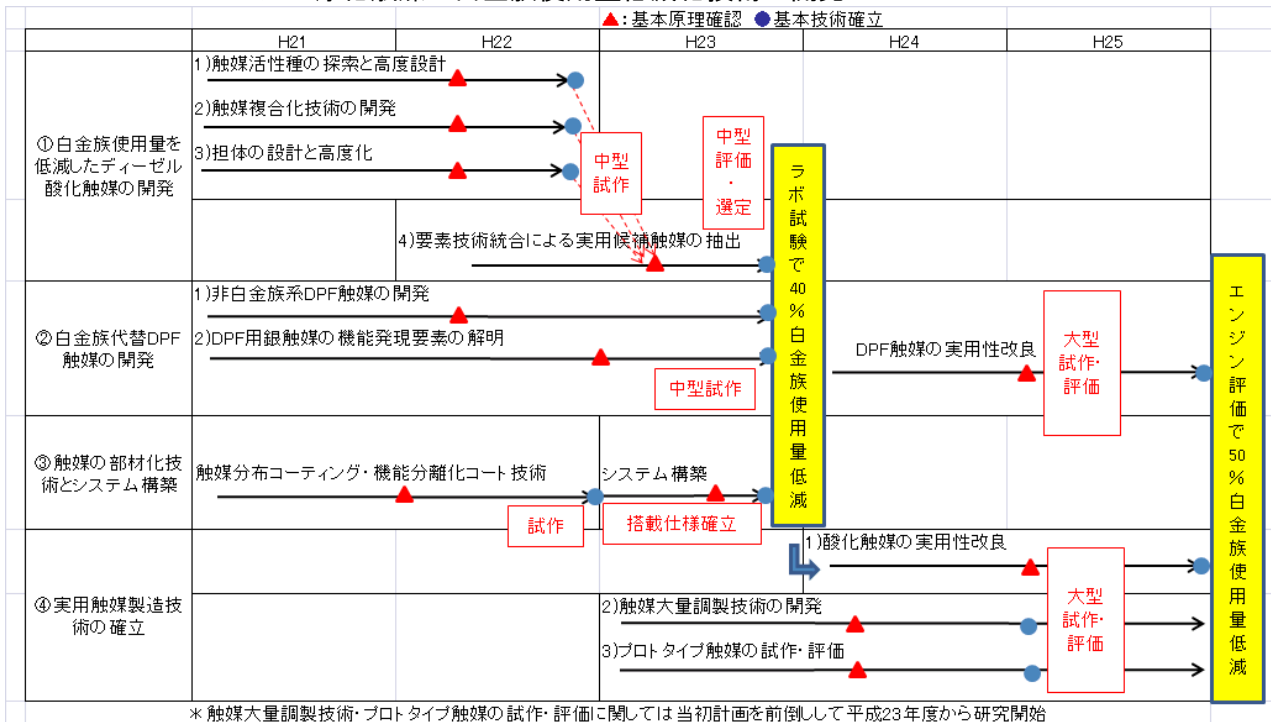 ▲:基本原理確認 ●基本技術確立
H21 H22 H23 H24 H25
①白金族使用量を
低減したディーゼル
酸化触媒の開発
1)触媒活性種の探索と高度設計
2)触媒複合化技術の開発
3)担体の設計と高度化
中型
試作
中型
評価
・
選定
4)要素技術統合による実用候補触媒の抽出
ラボ試験で40%白金族使用量低減
②白金族代替DPF
触媒の開発
1)非白金族系DPF触媒の開発
2)DPF用銀触媒の機能発現要素の解明
中型試作
DPF触媒の実用性改良
大型
試作・
評価
エンジン評価で50%白金族使用量低減
③触媒の部材化技
術とシステム構築
触媒分布コーティング・機能分離化コート技術
試作
システム構築
搭載仕様確立
④実用触媒製造技
術の確立
1)酸化触媒の実用性改良
2)触媒大量調製技術の開発
3)プロトタイプ触媒の試作・評価
大型
試作・
評価
*触媒大量調製技術・プロトタイプ触媒の試作・評価に関しては当初計画を前倒しして平成23年度から研究開始